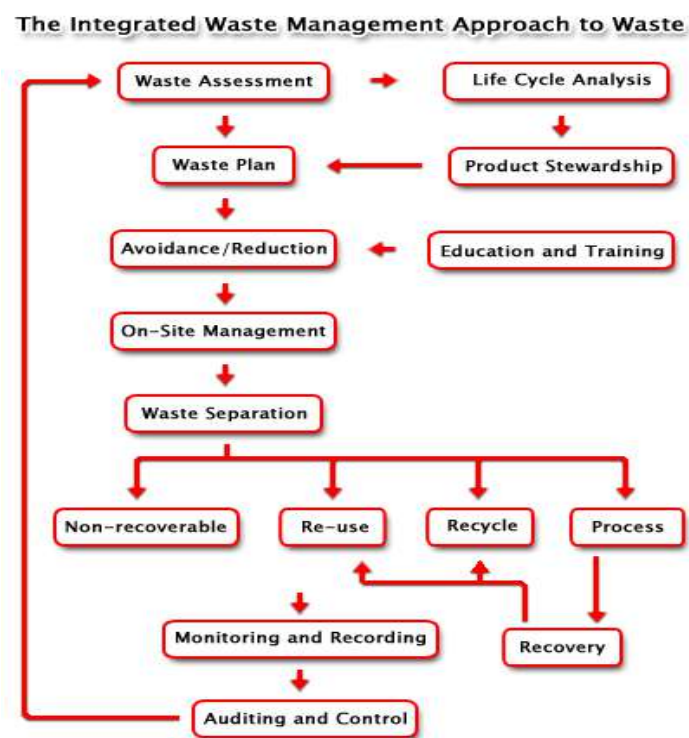 The Integrated Waste Management Approach to Waste
Waste Assessment
Life Cycle Analysis
Waste Plan
Product Stewardship
Avoidance/Reduction
Education and Training
On-Site Management
Waste Separation
Non-recoverable
Re-use
Recycle
Process
Monitoring and Recording
Recovery
Auditing and Control